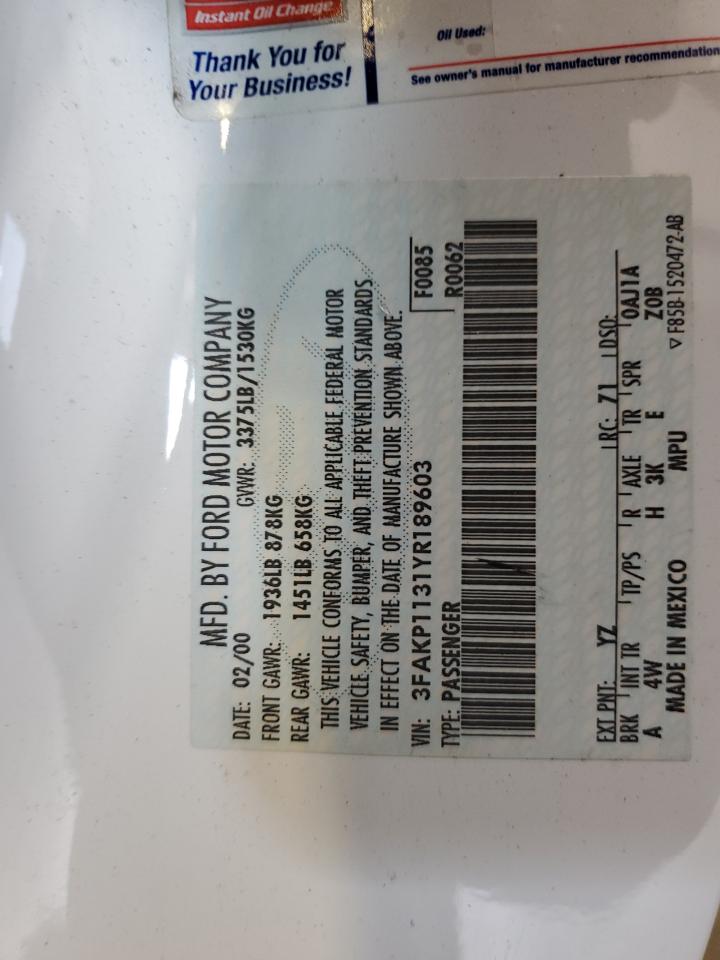 Instant Oil Change
Thank You for
Your Business!
Oil Used:
See owner's manual for manufacturer recommendation
MFD. BY FORD MOTOR COMPANY
DATE: 02/00
GVWR: 3375LB/1530KG
FRONT GAWR: 1936LB 878KG
REAR GAWR: 1451LB 658KG
THIS VEHICLE CONFORMS TO ALL APPLICABLE FEDERAL MOTOR
VEHICLE SAFETY, BUMPER, AND THEFT PREVENTION STANDARDS
IN EFFECT ON THE DATE OF MANUFACTURE SHOWN ABOVE.
VIN: 3FAKP1131YR189603
F0085
TYPE: PASSENGER
R0062
EXT PNT: YZ RC: Z1 DSO:
BRK INT TR TP/PS R AXLE TR SPR 0AJ1A
A 4W H 3K E Z0B
MADE IN MEXICO MPU ▽ F85B-1520472-AB